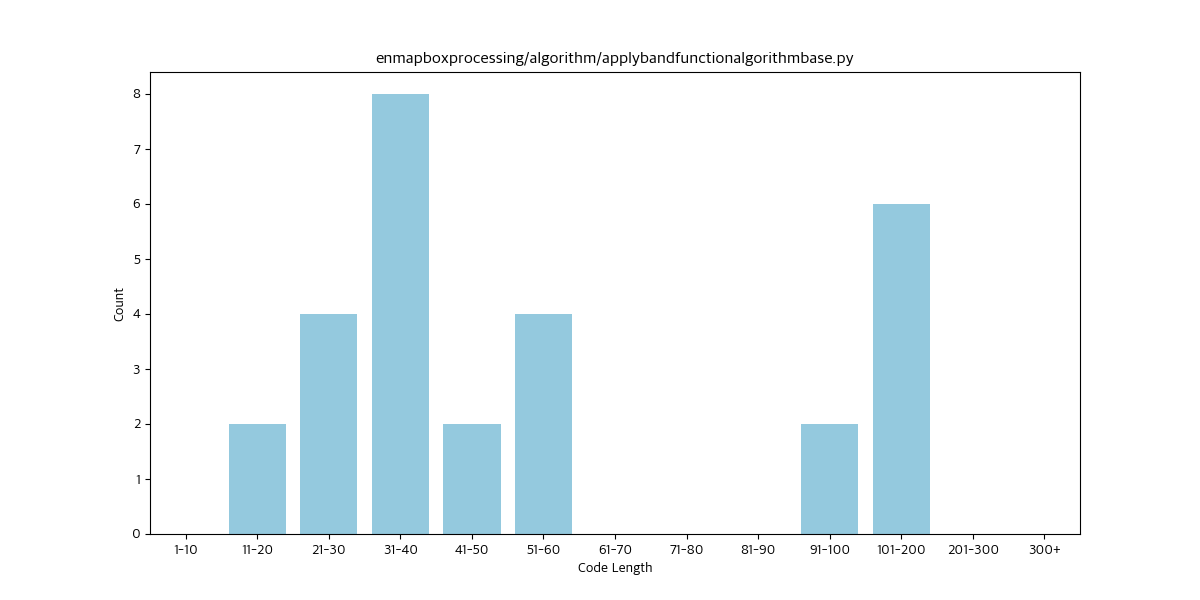 enmapboxprocessing/algorithm/applybandfunctionalgorithmbase.py
8
7
6
5
4
3
2
1
0
Count
1-10 11-20 21-30 31-40 41-50 51-60 61-70 71-80 81-90 91-100 101-200 201-300 300+
Code Length